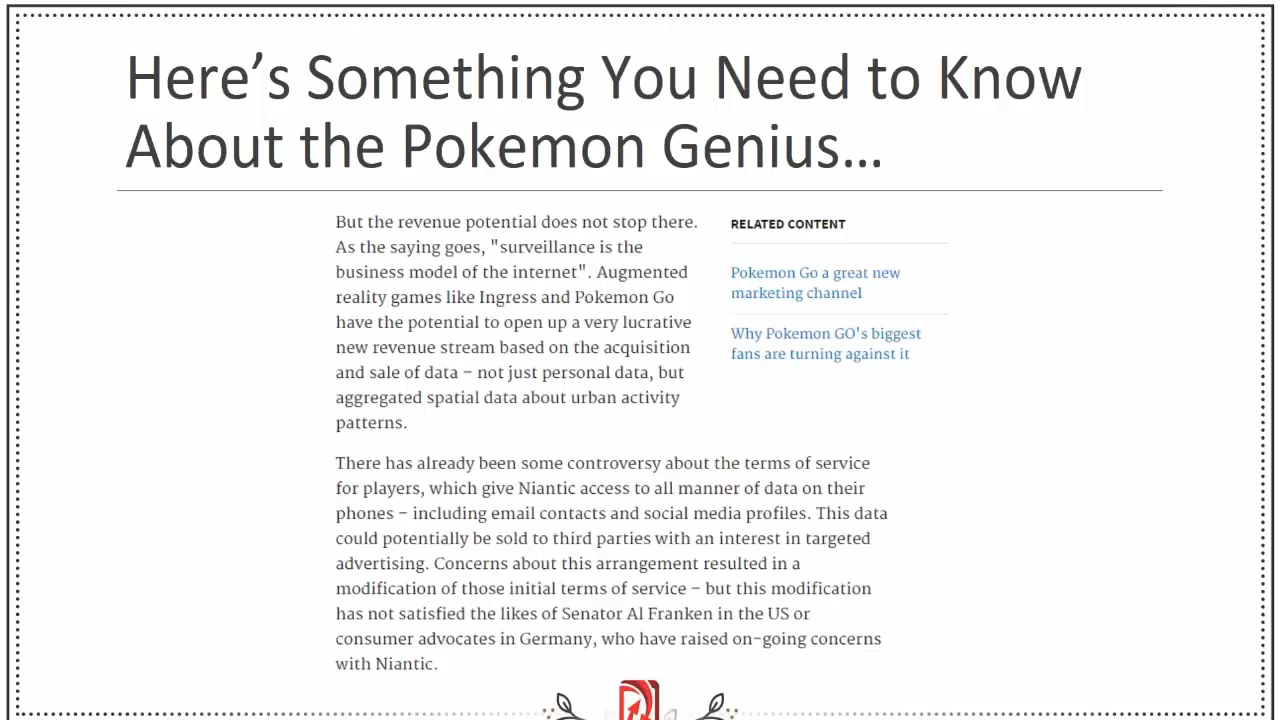 Here’s Something You Need to Know
About the Pokemon Genius…
But the revenue potential does not stop there.
As the saying goes, "surveillance is the
business model of the internet". Augmented
reality games like Ingress and Pokemon Go
have the potential to open up a very lucrative
new revenue stream based on the acquisition
and sale of data – not just personal data, but
aggregated spatial data about urban activity
patterns.
RELATED CONTENT
Pokemon Go a great new
marketing channel
Why Pokemon GO's biggest
fans are turning against it
There has already been some controversy about the terms of service
for players, which give Niantic access to all manner of data on their
phones – including email contacts and social media profiles. This data
could potentially be sold to third parties with an interest in targeted
advertising. Concerns about this arrangement resulted in a
modification of those initial terms of service – but this modification
has not satisfied the likes of Senator Al Franken in the US or
consumer advocates in Germany, who have raised on-going concerns
with Niantic.